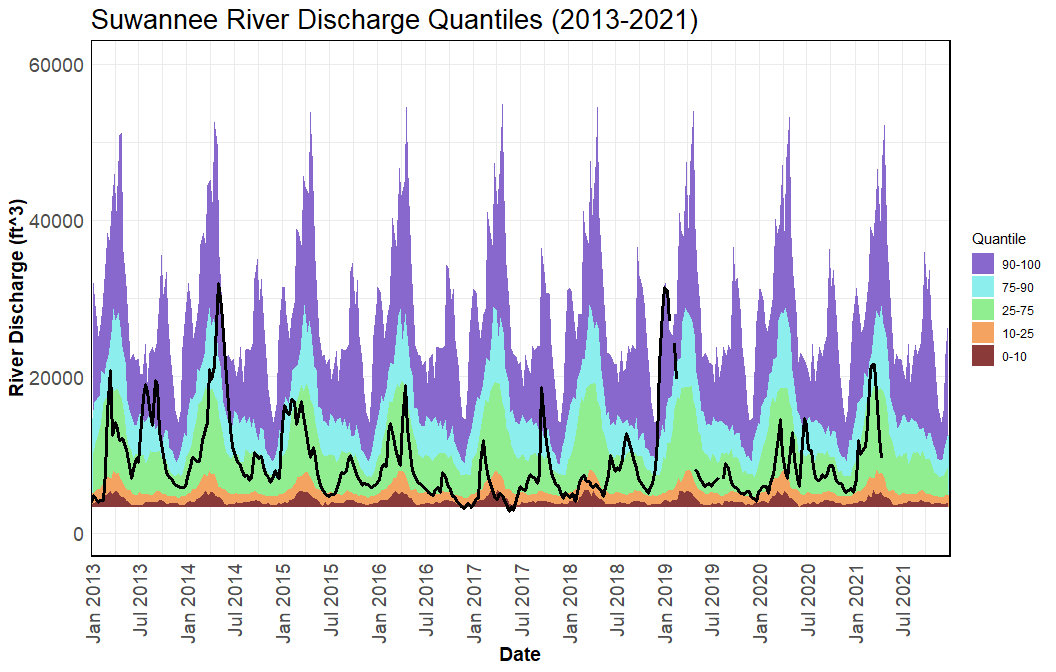 Suwannee River Discharge Quantiles (2013-2021)
River Discharge (ft^3)
60000
40000
20000
0
Jan 2013
Jul 2013
Jan 2014
Jul 2014
Jan 2015
Jul 2015
Jan 2016
Jul 2016
Jan 2017
Jul 2017
Jan 2018
Jul 2018
Jan 2019
Jul 2019
Jan 2020
Jul 2020
Jan 2021
Jul 2021
Date
Quantile
90-100
75-90
25-75
10-25
0-10